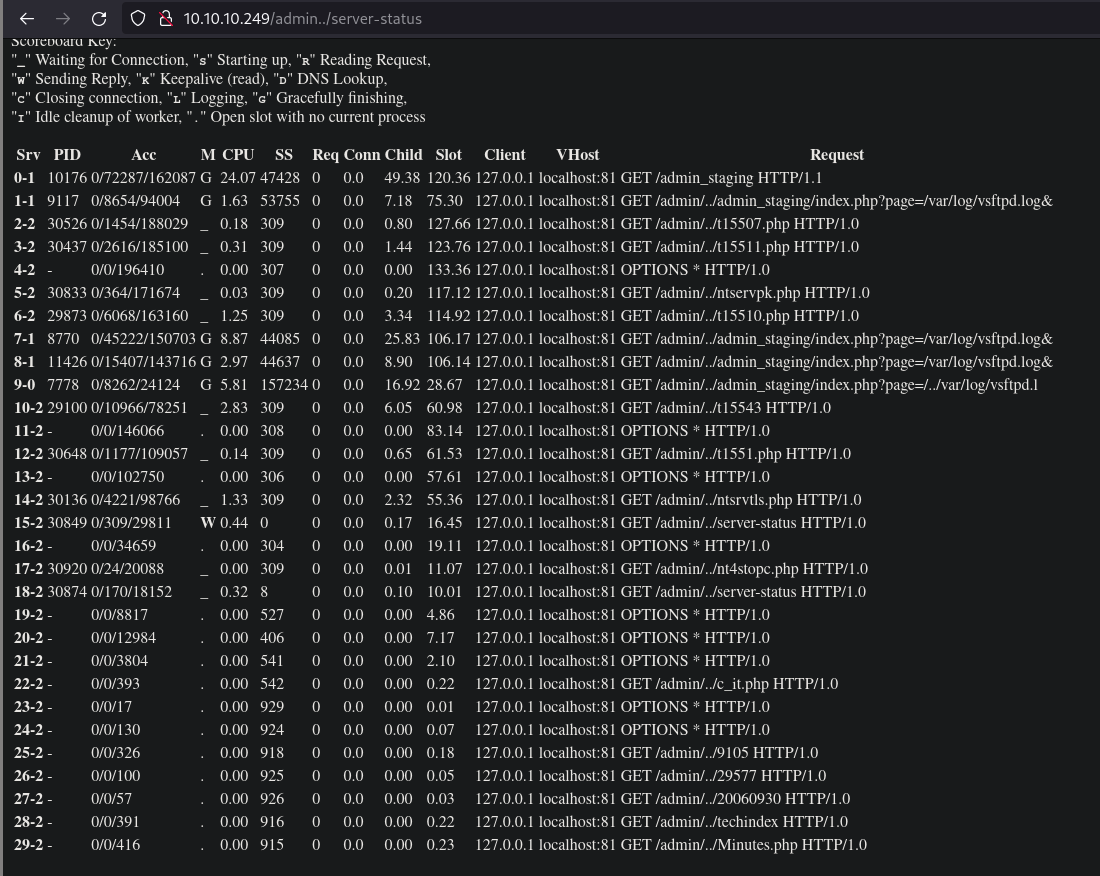 10.10.10.249/admin../server-status
Scoreboard Key:
"_" Waiting for Connection, "S" Starting up, "R" Reading Request,
"W" Sending Reply, "K" Keepalive (read), "D" DNS Lookup,
"C" Closing connection, "L" Logging, "G" Gracefully finishing,
"I" Idle cleanup of worker, "." Open slot with no current process
Srv PID Acc M CPU SS Req Conn Child Slot Client VHost Request
0-1 10176 0/72287/162087 G 24.07 47428 0 0.0 49.38 120.36 127.0.0.1 localhost:81 GET /admin_staging HTTP/1.1
1-1 9117 0/8654/94004 G 1.63 53755 0 0.0 7.18 75.30 127.0.0.1 localhost:81 GET /admin/../admin_staging/index.php?page=/var/log/vsftpd.log&
2-2 30526 0/1454/188029 _ 0.18 309 0 0.0 0.80 127.66 127.0.0.1 localhost:81 GET /admin/../t15507.php HTTP/1.0
3-2 30437 0/2616/185100 _ 0.31 309 0 0.0 1.44 123.76 127.0.0.1 localhost:81 GET /admin/../t15511.php HTTP/1.0
4-2 - 0/0/196410 . 0.00 307 0 0.0 0.00 133.36 127.0.0.1 localhost:81 OPTIONS * HTTP/1.0
5-2 30833 0/364/171674 _ 0.03 309 0 0.0 0.20 117.12 127.0.0.1 localhost:81 GET /admin/../ntservpk.php HTTP/1.0
6-2 29873 0/6068/163160 _ 1.25 309 0 0.0 3.34 114.92 127.0.0.1 localhost:81 GET /admin/../t15510.php HTTP/1.0
7-1 8770 0/45222/150703 G 8.87 44085 0 0.0 25.83 106.17 127.0.0.1 localhost:81 GET /admin/../admin_staging/index.php?page=/var/log/vsftpd.log&
8-1 11426 0/15407/143716 G 2.97 44637 0 0.0 8.90 106.14 127.0.0.1 localhost:81 GET /admin/../admin_staging/index.php?page=/var/log/vsftpd.log&
9-0 7778 0/8262/24124 G 5.81 157234 0 0.0 16.92 28.67 127.0.0.1 localhost:81 GET /admin/../admin_staging/index.php?page=/../var/log/vsftpd.l
10-2 29100 0/10966/78251 _ 2.83 309 0 0.0 6.05 60.98 127.0.0.1 localhost:81 GET /admin/../t15543 HTTP/1.0
11-2 - 0/0/146066 . 0.00 308 0 0.0 0.00 83.14 127.0.0.1 localhost:81 OPTIONS * HTTP/1.0
12-2 30648 0/1177/109057 _ 0.14 309 0 0.0 0.65 61.53 127.0.0.1 localhost:81 GET /admin/../t1551.php HTTP/1.0
13-2 - 0/0/102750 . 0.00 306 0 0.0 0.00 57.61 127.0.0.1 localhost:81 OPTIONS * HTTP/1.0
14-2 30136 0/4221/98766 _ 1.33 309 0 0.0 2.32 55.36 127.0.0.1 localhost:81 GET /admin/../ntsrvtls.php HTTP/1.0
15-2 30849 0/309/29811 W 0.44 0 0 0.0 0.17 16.45 127.0.0.1 localhost:81 GET /admin/../server-status HTTP/1.0
16-2 - 0/0/34659 . 0.00 304 0 0.0 0.00 19.11 127.0.0.1 localhost:81 OPTIONS * HTTP/1.0
17-2 30920 0/24/20088 _ 0.00 309 0 0.0 0.01 11.07 127.0.0.1 localhost:81 GET /admin/../nt4stopc.php HTTP/1.0
18-2 30874 0/170/18152 _ 0.32 8 0 0.0 0.10 10.01 127.0.0.1 localhost:81 GET /admin/../server-status HTTP/1.0
19-2 - 0/0/8817 . 0.00 527 0 0.0 0.00 4.86 127.0.0.1 localhost:81 OPTIONS * HTTP/1.0
20-2 - 0/0/12984 . 0.00 406 0 0.0 0.00 7.17 127.0.0.1 localhost:81 OPTIONS * HTTP/1.0
21-2 - 0/0/3804 . 0.00 541 0 0.0 0.00 2.10 127.0.0.1 localhost:81 OPTIONS * HTTP/1.0
22-2 - 0/0/393 . 0.00 542 0 0.0 0.00 0.22 127.0.0.1 localhost:81 GET /admin/../c_it.php HTTP/1.0
23-2 - 0/0/17 . 0.00 929 0 0.0 0.00 0.01 127.0.0.1 localhost:81 OPTIONS * HTTP/1.0
24-2 - 0/0/130 . 0.00 924 0 0.0 0.00 0.07 127.0.0.1 localhost:81 OPTIONS * HTTP/1.0
25-2 - 0/0/326 . 0.00 918 0 0.0 0.00 0.18 127.0.0.1 localhost:81 GET /admin/../9105 HTTP/1.0
26-2 - 0/0/100 . 0.00 925 0 0.0 0.00 0.05 127.0.0.1 localhost:81 GET /admin/../29577 HTTP/1.0
27-2 - 0/0/57 . 0.00 926 0 0.0 0.00 0.03 127.0.0.1 localhost:81 GET /admin/../20060930 HTTP/1.0
28-2 - 0/0/391 . 0.00 916 0 0.0 0.00 0.22 127.0.0.1 localhost:81 GET /admin/../techindex HTTP/1.0
29-2 - 0/0/416 . 0.00 915 0 0.0 0.00 0.23 127.0.0.1 localhost:81 GET /admin/../Minutes.php HTTP/1.0